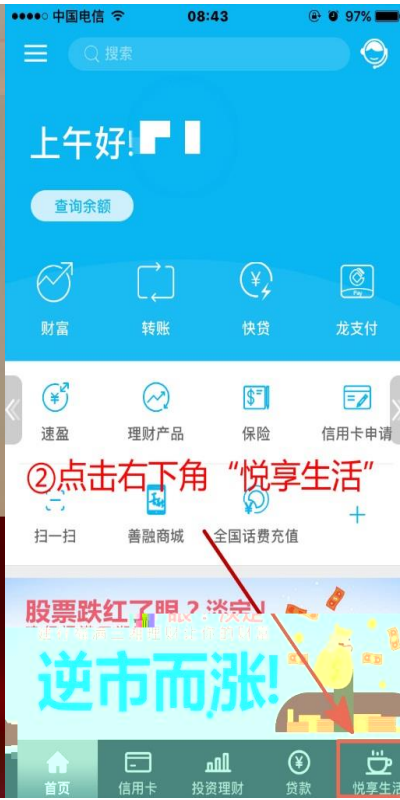 中国电信 08:43 97%
搜索
上午好!
查询余额
财富 转账 快贷 龙支付
速盈 理财产品 保险 信用卡申请
②点击右下角“悦享生活”
扫一扫 善融商城 全国话费充值
股票跌红了眼？淡定！
逆市而涨!
首页 信用卡 投资理财 贷款 悦享生活